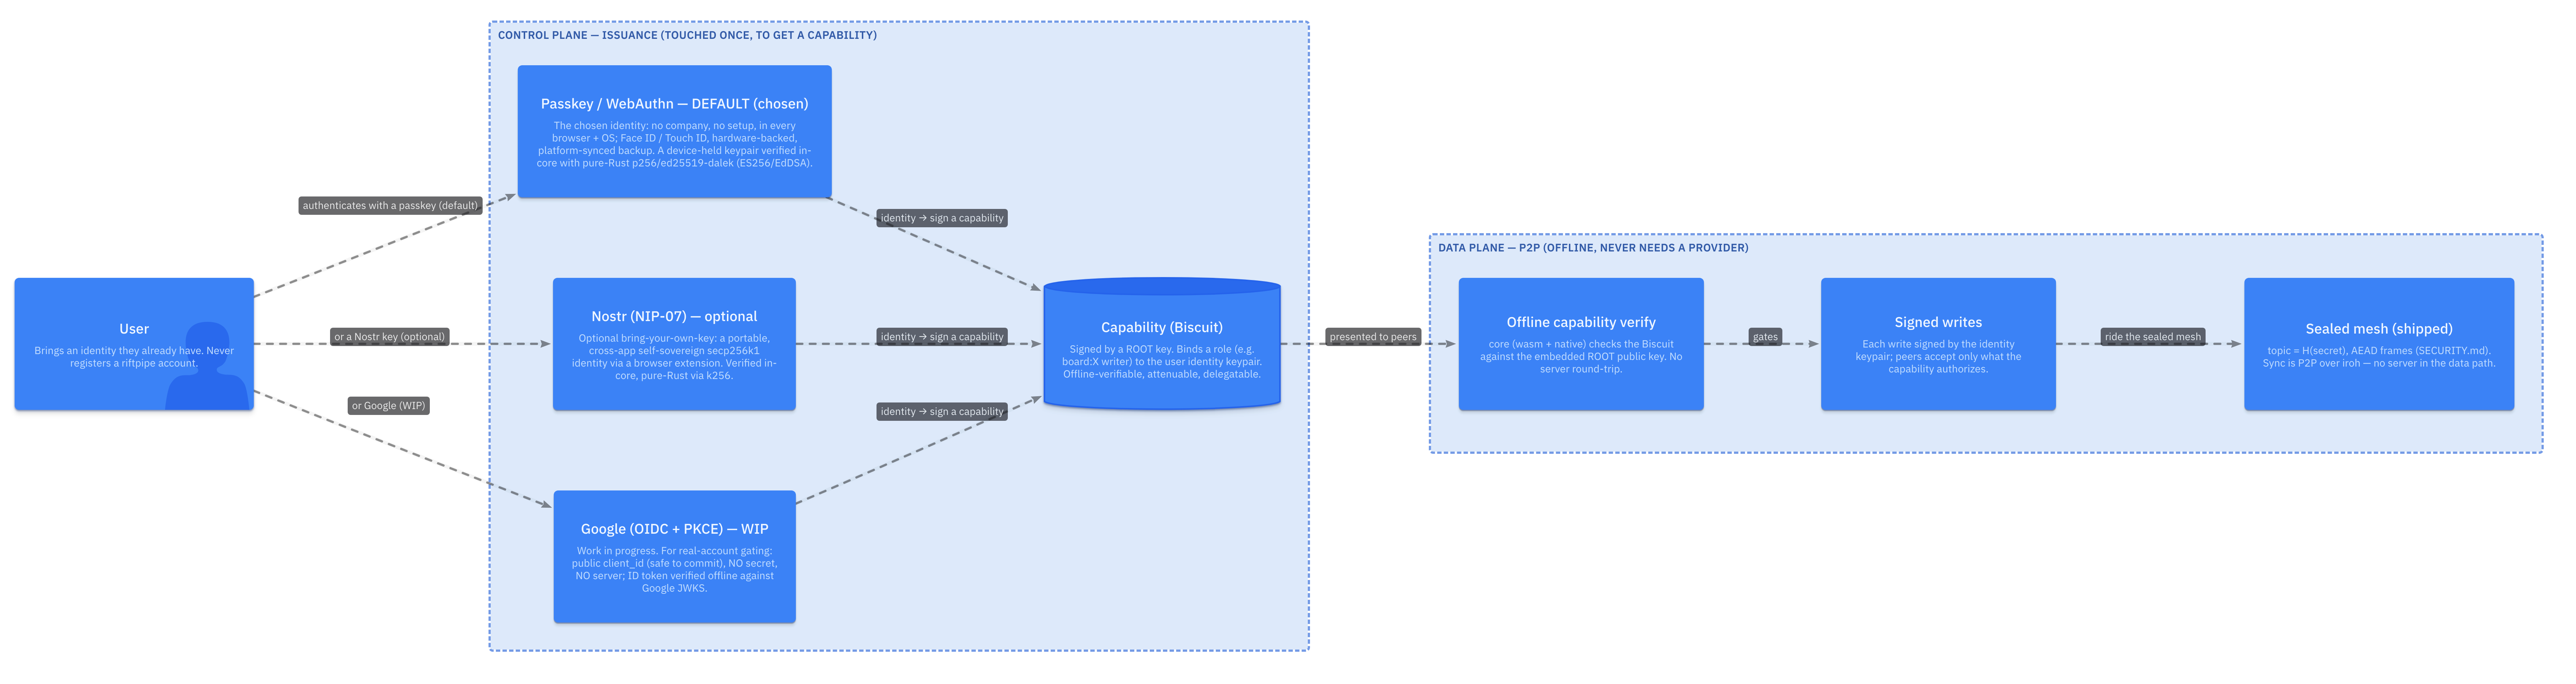 CONTROL PLANE — ISSUANCE (TOUCHED ONCE, TO GET A CAPABILITY)
Passkey / WebAuthn — DEFAULT (chosen)
The chosen identity: no company, no setup, in every
browser + OS; Face ID / Touch ID, hardware-backed,
platform-synced backup. A device-held keypair verified in-
core with pure-Rust p256/ed25519-dalek (ES256/EdDSA).
authenticates with a passkey (default)
identity → sign a capability
DATA PLANE — P2P (OFFLINE, NEVER NEEDS A PROVIDER)
User
Brings an identity they already have. Never
registers a riftpipe account.
or a Nostr key (optional)
Nostr (NIP-07) — optional
Optional bring-your-own-key: a portable,
cross-app self-sovereign secp256k1
identity via a browser extension. Verified in-
core, pure-Rust via k256.
identity → sign a capability
Capability (Biscuit)
Signed by a ROOT key. Binds a role (e.g.
board:X writer) to the user identity keypair.
Offline-verifiable, attenuable, delegatable.
presented to peers
Offline capability verify
core (wasm + native) checks the Biscuit
against the embedded ROOT public key. No
server round-trip.
gates
Signed writes
Each write signed by the identity
keypair; peers accept only what the
capability authorizes.
ride the sealed mesh
Sealed mesh (shipped)
topic = H(secret), AEAD frames (SECURITY.md).
Sync is P2P over iroh — no server in the data path.
or Google (WIP)
identity → sign a capability
Google (OIDC + PKCE) — WIP
Work in progress. For real-account gating:
public client_id (safe to commit), NO secret,
NO server; ID token verified offline against
Google JWKS.